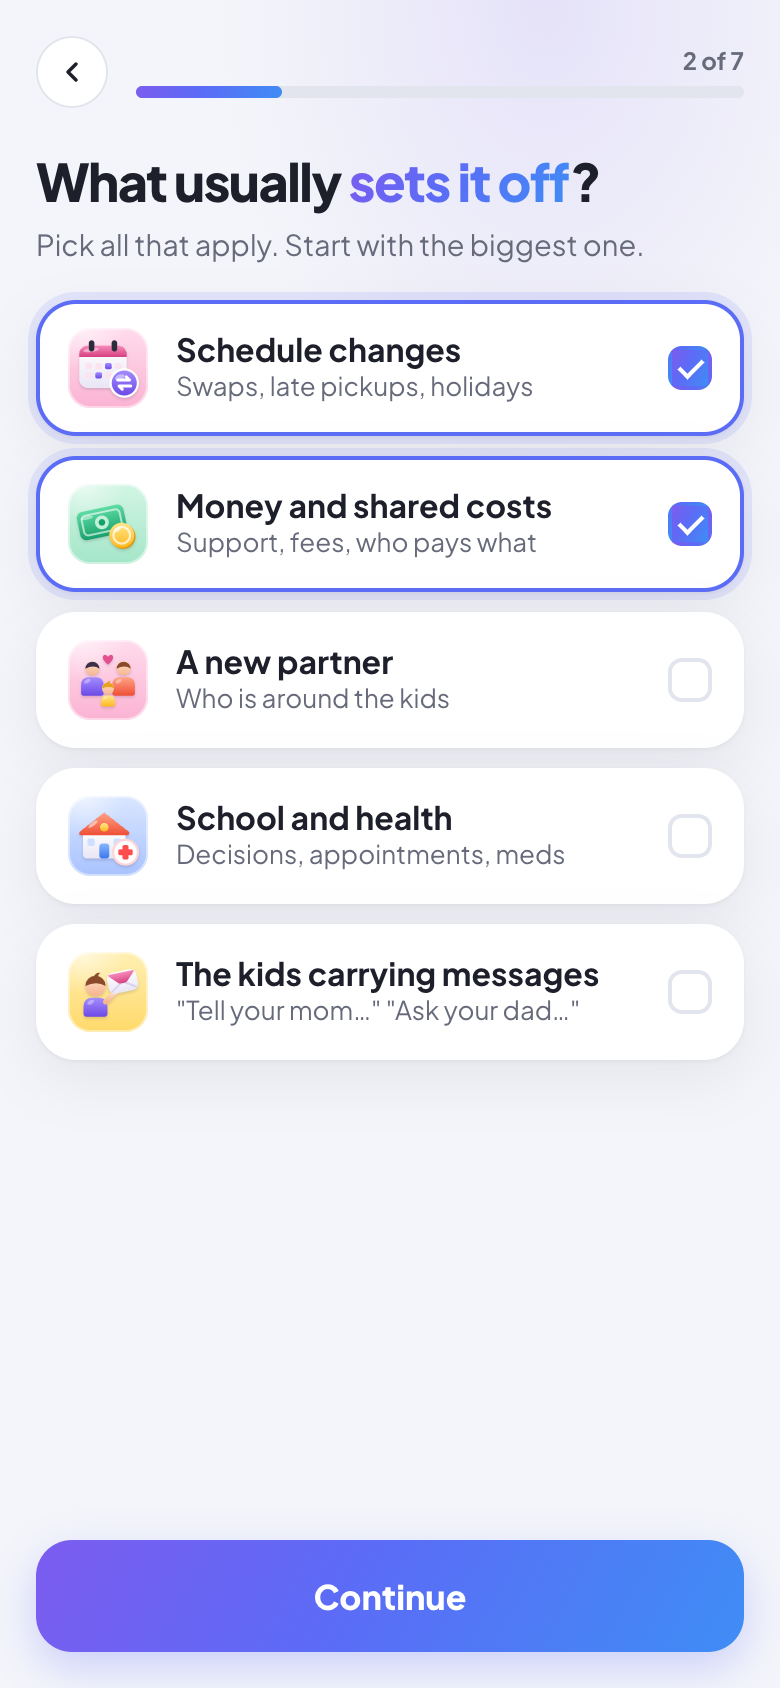 2 of 7
What usually sets it off?
Pick all that apply. Start with the biggest one.
Schedule changes
Swaps, late pickups, holidays
Money and shared costs
Support, fees, who pays what
A new partner
Who is around the kids
School and health
Decisions, appointments, meds
The kids carrying messages
"Tell your mom…" "Ask your dad…"
Continue